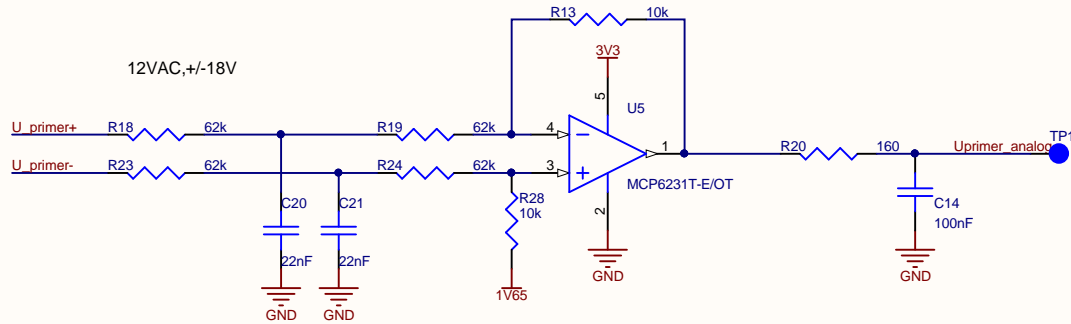 R13 10k
3V3
12VAC,+/-18V
5
U5
U_primer+ R18 62k R19 62k 4
TP1
U_primer- R23 62k R24 62k 3 1 R20 160 Uprimer_analog
MCP6231T-E/OT
R28
10k
C20 C21 2 C14
100nF
22nF 22nF GND GND
1V65
GND GND